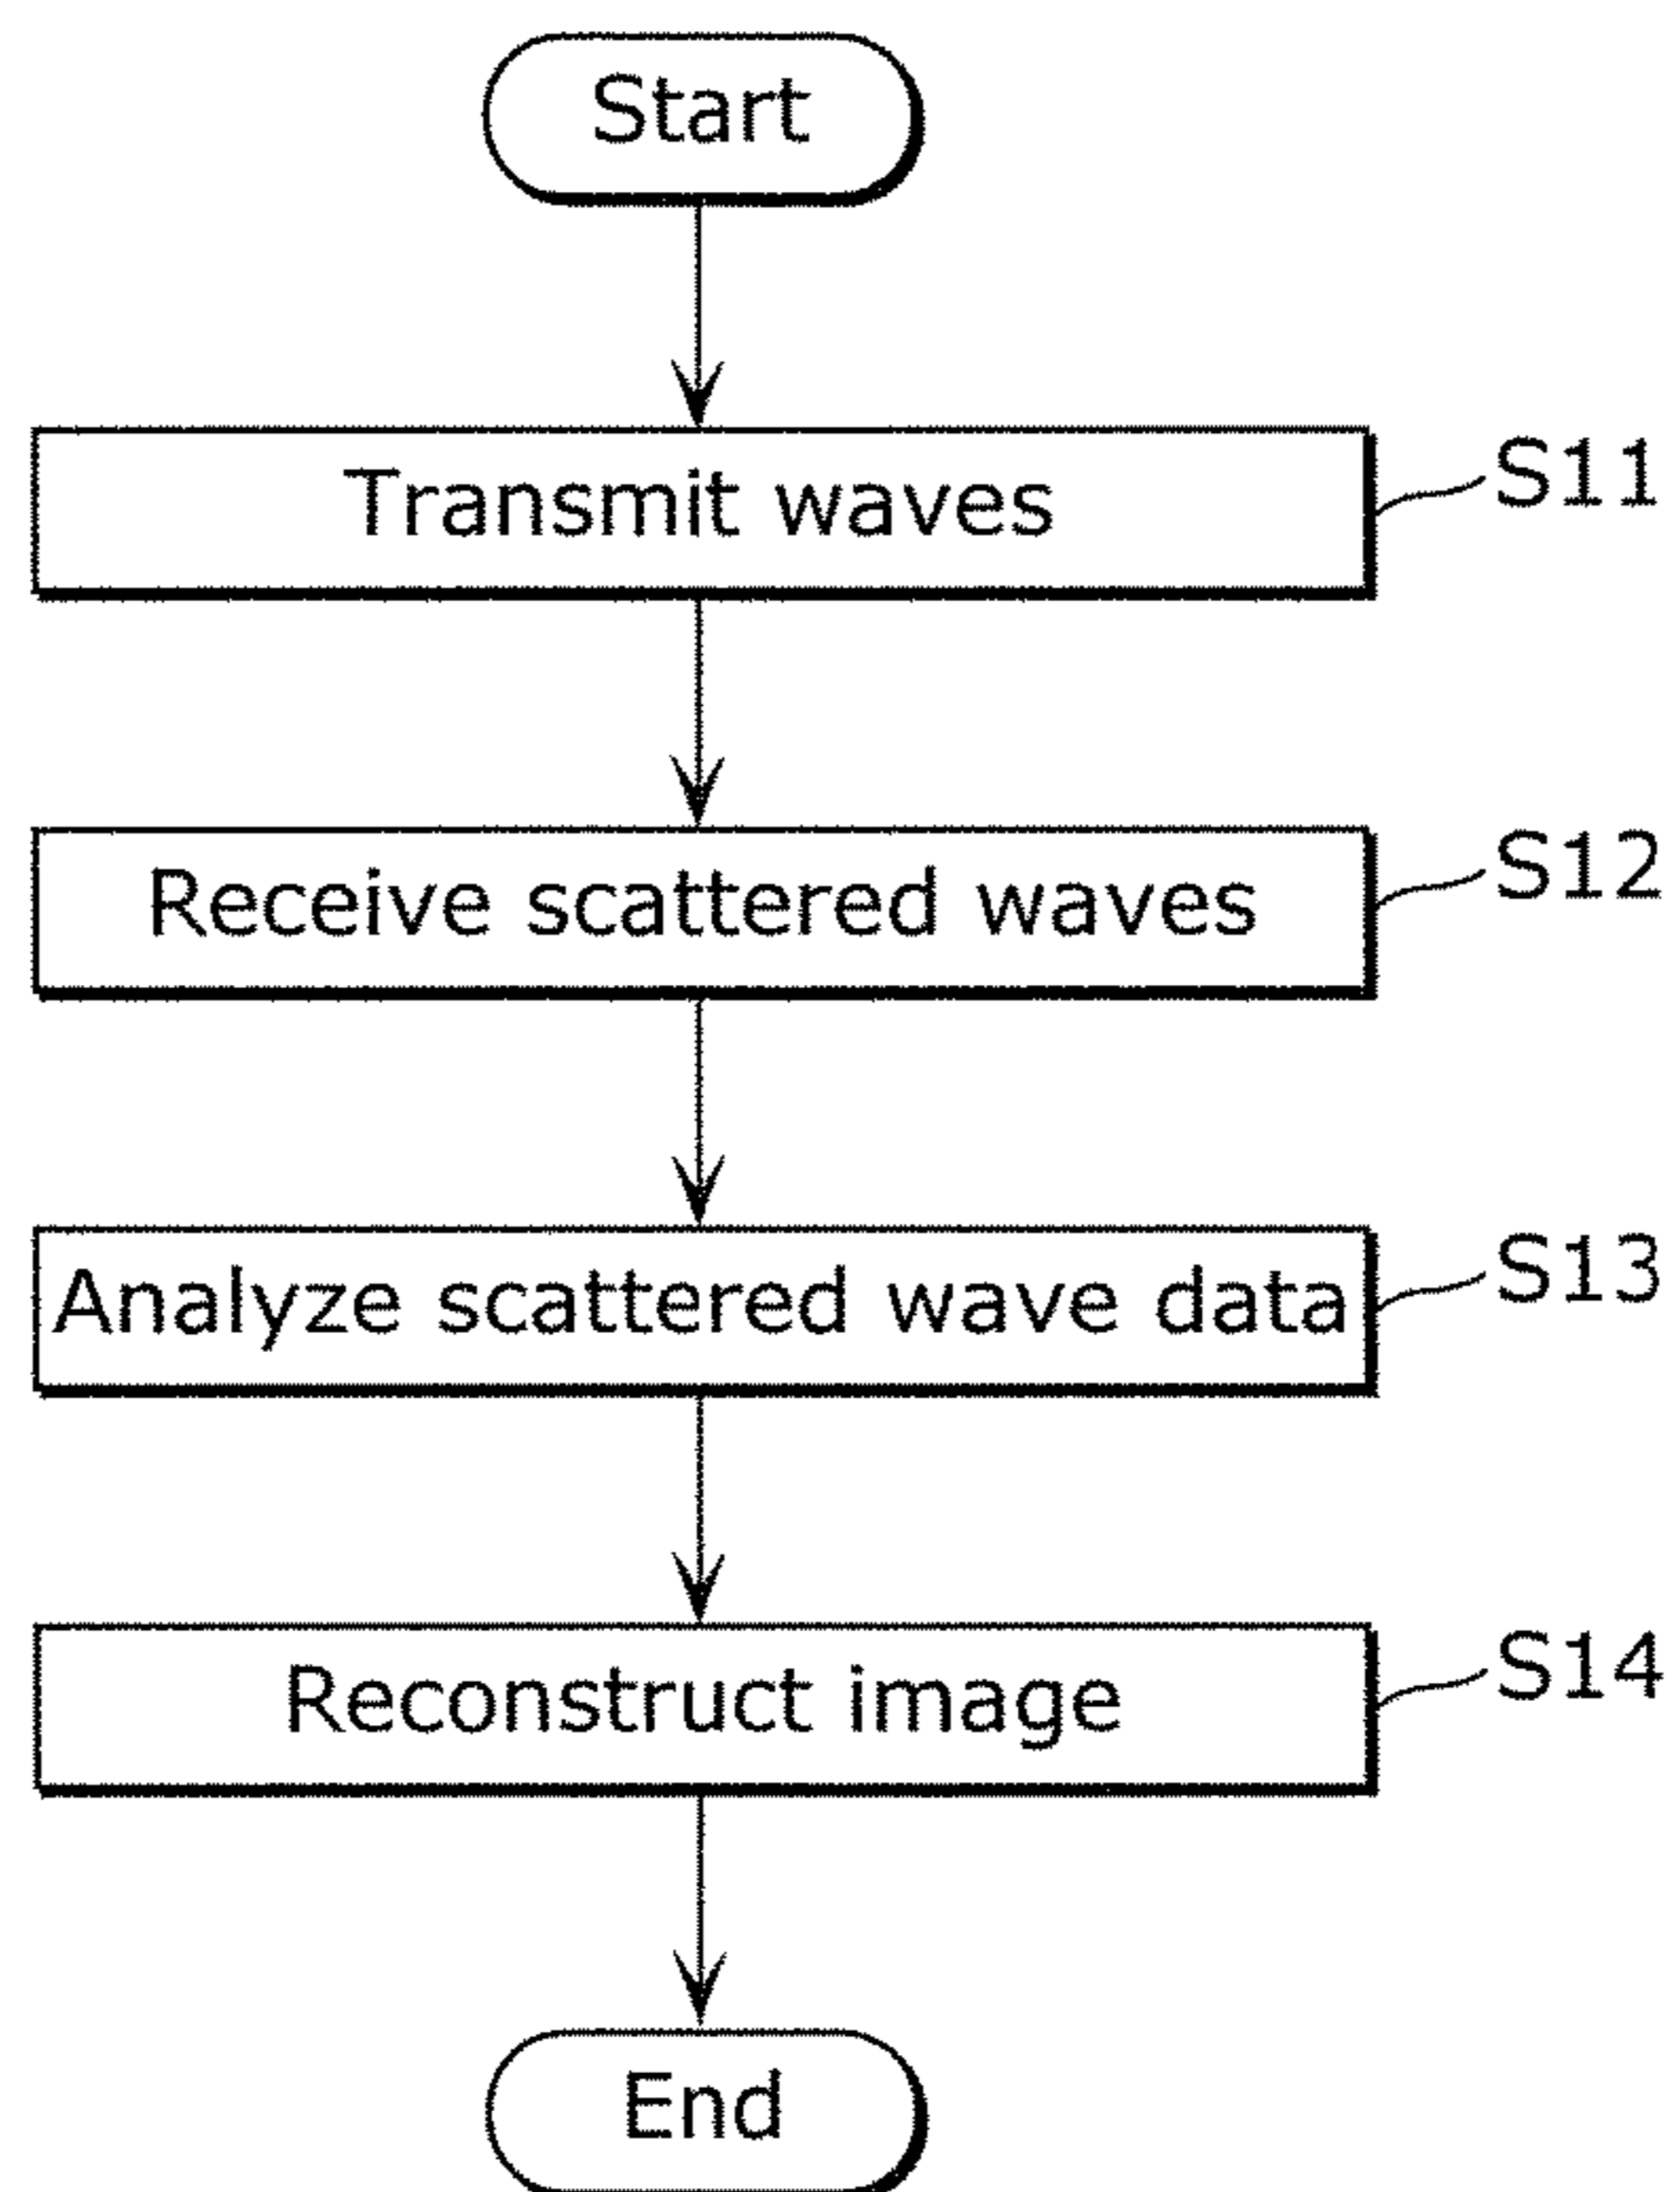 Start
Transmit waves
S11
Receive scattered waves
S12
Analyze scattered wave data
S13
Reconstruct image
S14
End